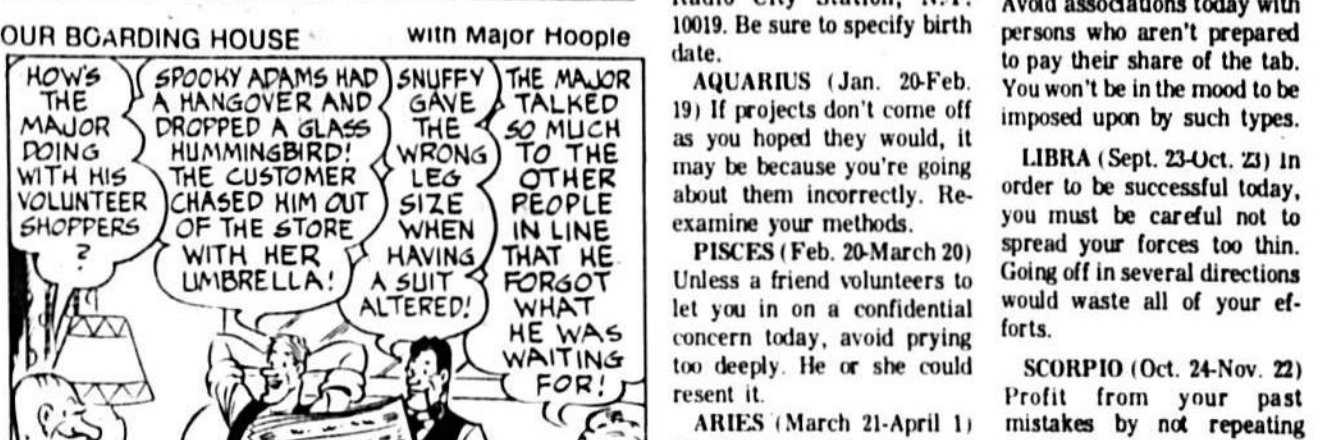 OUR BOARDING HOUSE with Major Hoople
HOW'S
THE
MAJOR
DOING
WITH HIS
VOLUNTEER
SHOPPERS
?
SPOOKY ADAMS HAD
A HANGOVER AND
DROPPED A GLASS
HUMMINGBIRD!
THE CUSTOMER
CHASED HIM OUT
OF THE STORE
WITH HER
UMBRELLA!
SNUFFY
GAVE
THE
WRONG
LEG
SIZE
WHEN
HAVING
A SUIT
ALTERED!
THE MAJOR
TALKED
SO MUCH
TO THE
OTHER
PEOPLE
IN LINE
THAT HE
FORGOT
WHAT
HE WAS
WAITING
FOR!
Radio City Station, N.Y.
10019. Be sure to specify birth
date.
AQUARIUS (Jan. 20-Feb.
19) If projects don't come off
as you hoped they would, it
may be because you're going
about them incorrectly. Re-
examine your methods.
PISCES (Feb. 20-March 20)
Unless a friend volunteers to
let you in on a confidential
concern today, avoid prying
too deeply. He or she could
resent it.
ARIES (March 21-April 1)
Avoid associations today with
persons who aren't prepared
to pay their share of the tab.
You won't be in the mood to be
imposed upon by such types.
LIBRA (Sept. 23-Oct. 23) In
order to be successful today,
you must be careful not to
spread your forces too thin.
Going off in several directions
would waste all of your ef-
forts.
SCORPIO (Oct. 24-Nov. 22)
Profit from your past
mistakes by not repeating